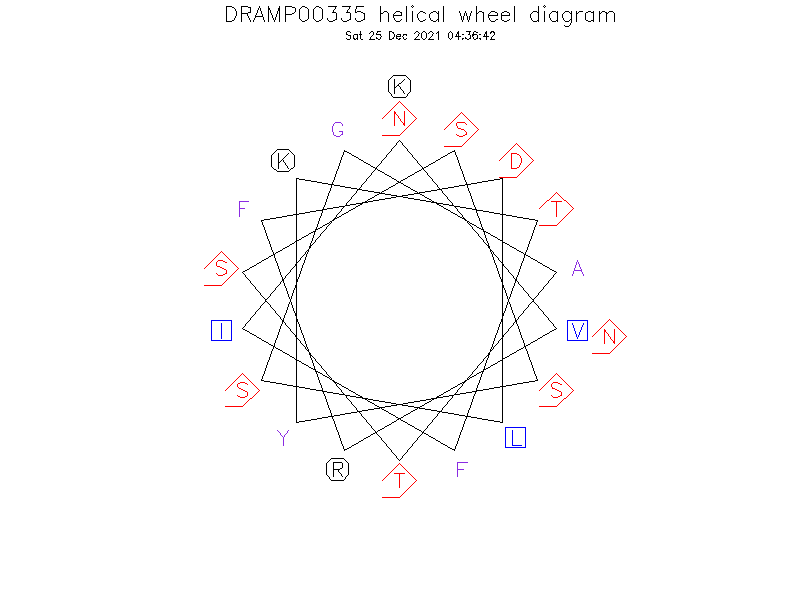 DRAMP00335 helical wheel diagram
Sat 25 Dec 2021 04:36:42
K
G N S
K D
F T
S A
I V N
S S
Y L
R T F